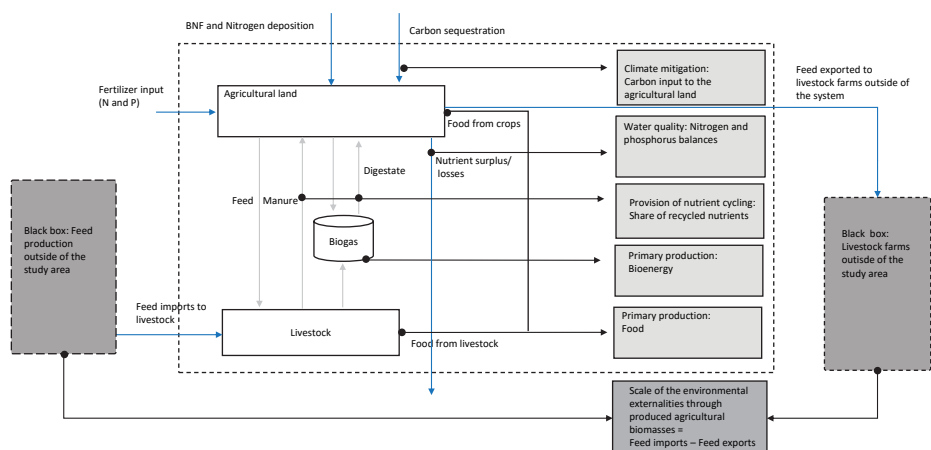 BNF and Nitrogen deposition
Carbon sequestration
Fertilizer input
(N and P)
Agricultural land
Climate mitigation:
Carbon input to the
agricultural land
Feed exported to
livestock farms outside of
the system
Food from crops
Water quality: Nitrogen and
phosphorus balances
Nutrient surplus/
losses
Digestate
Feed
Manure
Provision of nutrient cycling:
Share of recycled nutrients
Black box: Feed
production
outside of the
study area
Biogas
Primary production:
Bioenergy
Black box:
Livestock farms
outisde of the
study area
Feed imports to
livestock
Livestock
Food from livestock
Primary production:
Food
Scale of the environmental
externalities through
produced agricultural
biomasses =
Feed imports – Feed exports